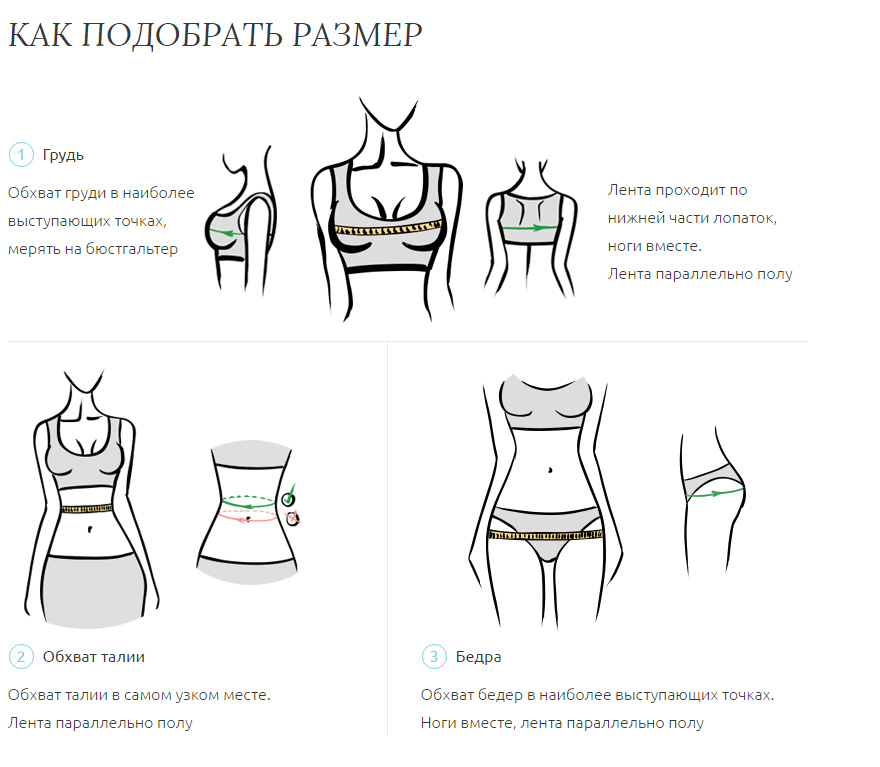 КАК ПОДОБРАТЬ РАЗМЕР
1 Грудь
Обхват груди в наиболее
выступающих точках,
мерять на бюстгальтер
Лента проходит по
нижней части лопаток,
ноги вместе.
Лента параллельно полу
2 Обхват талии
Обхват талии в самом узком месте.
Лента параллельно полу
3 Бедра
Обхват бедер в наиболее выступающих точках.
Ноги вместе, лента параллельно полу